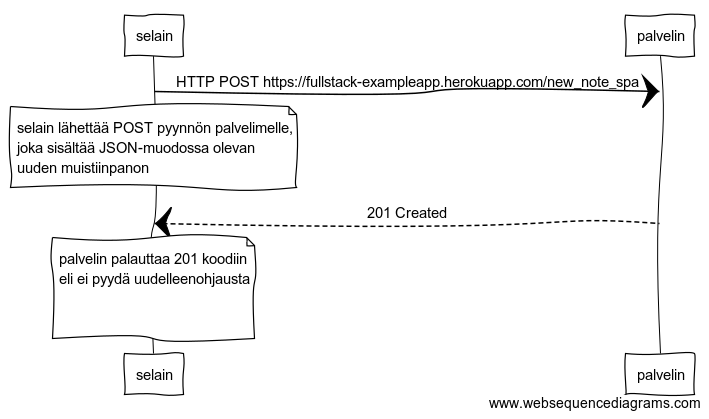 selain
palvelin
HTTP POST https://fullstack-exampleapp.herokuapp.com/new_note_spa
selain lähettää POST pyynnön palvelimelle,
joka sisältää JSON-muodossa olevan
uuden muistiinpanon
201 Created
palvelin palauttaa 201 koodiin
eli ei pyydä uudelleenohjausta
selain
palvelin
www.websequencediagrams.com